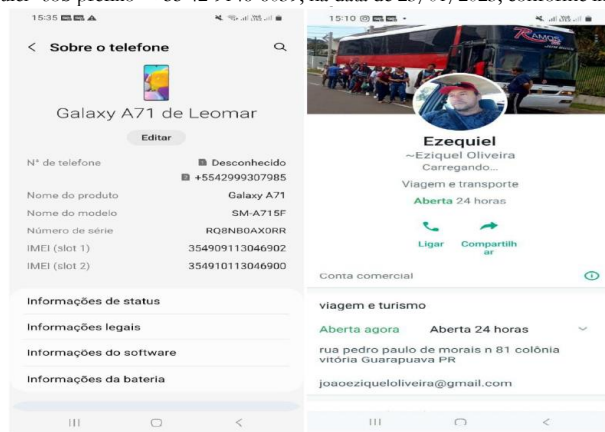 15:35
Sobre o telefone
Galaxy A71 de Leomar
Editar
N° de telefone Desconhecido
+5542999307985
Nome do produto Galaxy A71
Nome do modelo SM-A715F
Número de série RQ8NB0AX0RR
IMEI (slot 1) 354909113046902
IMEI (slot 2) 354910113046900
Informações de status
Informações legais
Informações do software
Informações da bateria
15:10
RAMOS
Ezequiel
~Eziquel Oliveira
Carregando...
Viagem e transporte
Aberta 24 horas
Ligar Compartilh
ar
Conta comercial
viagem e turismo
Aberta agora Aberta 24 horas
rua pedro paulo de morais n 81 colônia
vitória Guarapuava PR
joaoeziqueloliveira@gmail.com